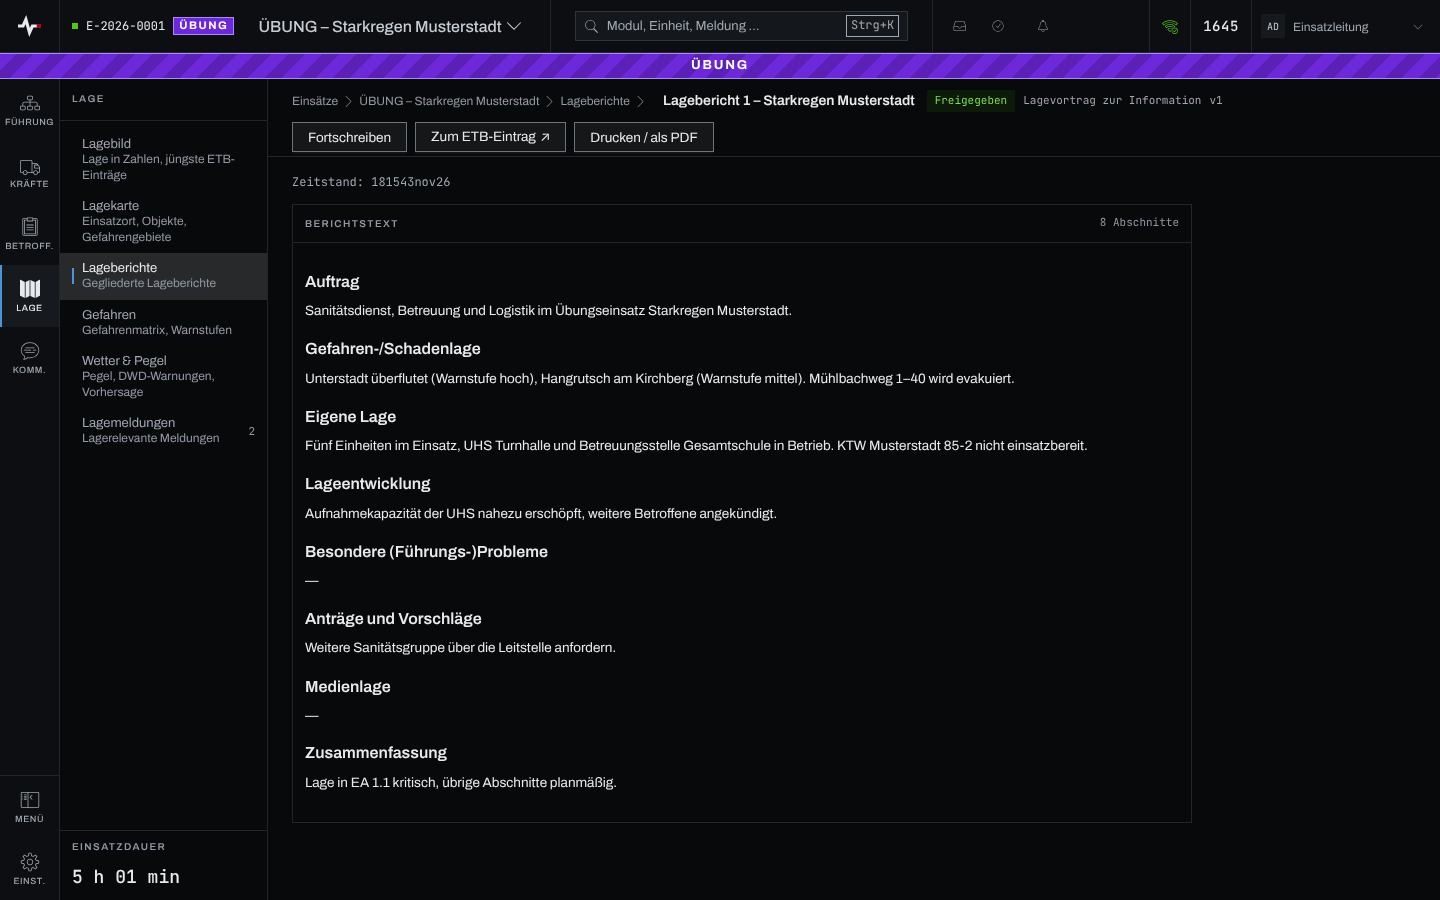 E-2026-0001 ÜBUNG ÜBUNG – Starkregen Musterstadt
Modul, Einheit, Meldung ... Strg+K
1645 AD Einsatzleitung
ÜBUNG
FÜHRUNG
KRÄFTE
BETROFF.
LAGE
KOMM.
MENÜ
EINST.
LAGE
Lagebild
Lage in Zahlen, jüngste ETB-
Einträge
Lagekarte
Einsatzort, Objekte,
Gefahrengebiete
Lageberichte
Gegliederte Lageberichte
Gefahren
Gefahrenmatrix, Warnstufen
Wetter & Pegel
Pegel, DWD-Warnungen,
Vorhersage
Lagemeldungen
Lagerelevante Meldungen 2
EINSATZDAUER
5 h 01 min
Einsätze ÜBUNG – Starkregen Musterstadt Lageberichte Lagebericht 1 – Starkregen Musterstadt Freigegeben Lagevortrag zur Information v1
Fortschreiben Zum ETB-Eintrag ↗ Drucken / als PDF
Zeitstand: 181543nov26
BERICHTSTEXT 8 Abschnitte
Auftrag
Sanitätsdienst, Betreuung und Logistik im Übungseinsatz Starkregen Musterstadt.
Gefahren-/Schadenlage
Unterstadt überflutet (Warnstufe hoch), Hangrutsch am Kirchberg (Warnstufe mittel). Mühlbachweg 1–40 wird evakuiert.
Eigene Lage
Fünf Einheiten im Einsatz, UHS Turnhalle und Betreuungsstelle Gesamtschule in Betrieb. KTW Musterstadt 85-2 nicht einsatzbereit.
Lageentwicklung
Aufnahmekapazität der UHS nahezu erschöpft, weitere Betroffene angekündigt.
Besondere (Führungs-)Probleme
—
Anträge und Vorschläge
Weitere Sanitätsgruppe über die Leitstelle anfordern.
Medienlage
—
Zusammenfassung
Lage in EA 1.1 kritisch, übrige Abschnitte planmäßig.